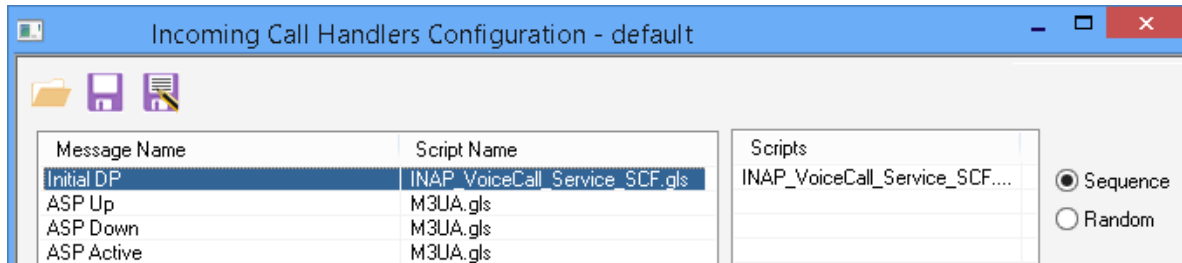 Incoming Call Handlers Configuration - default
Message Name Script Name Scripts
Initial DP INAP_VoiceCall_Service_SCF.gls INAP_VoiceCall_Service_SCF.... Sequence
ASP Up M3UA.gls
ASP Down M3UA.gls Random
ASP Active M3UA.gls